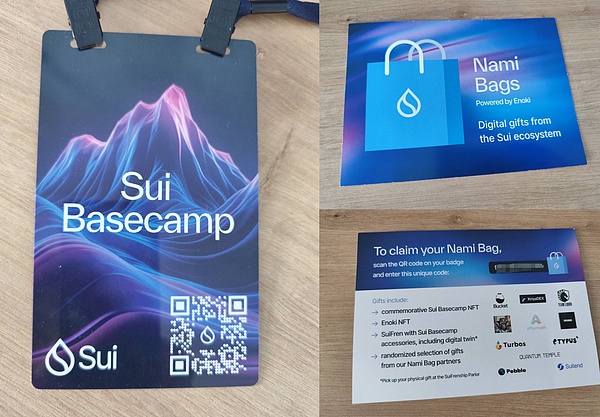 Sui
Basecamp
Sui
Nami
Bags
Powered by Enoki
Digital gifts from
the Sui ecosystem
To claim your Nami Bag,
scan the QR code on your badge
and enter this unique code:
Gifts include:
→ commemorative Sui Basecamp NFT
→ Enoki NFT
→ SuiFren with Sui Basecamp
accessories, including digital twin*
→ randomized selection of gifts
from our Nami Bag partners
*Pick up your physical gift at the SuiFrenship Parlor
Bucket
KriyaDEX
Turbos
TYPUS
QUANTUM TEMPLE
Pebble
Suilend